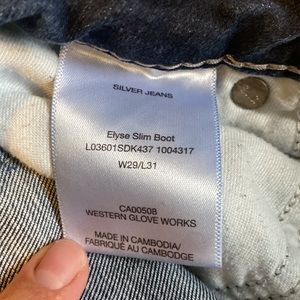 SILVER JEANS
Elyse Slim Boot
L03601SDK437 1004317
W29/L31
CA00508
WESTERN GLOVE WORKS
MADE IN CAMBODIA/
FABRIQUÉ AU CAMBODGE